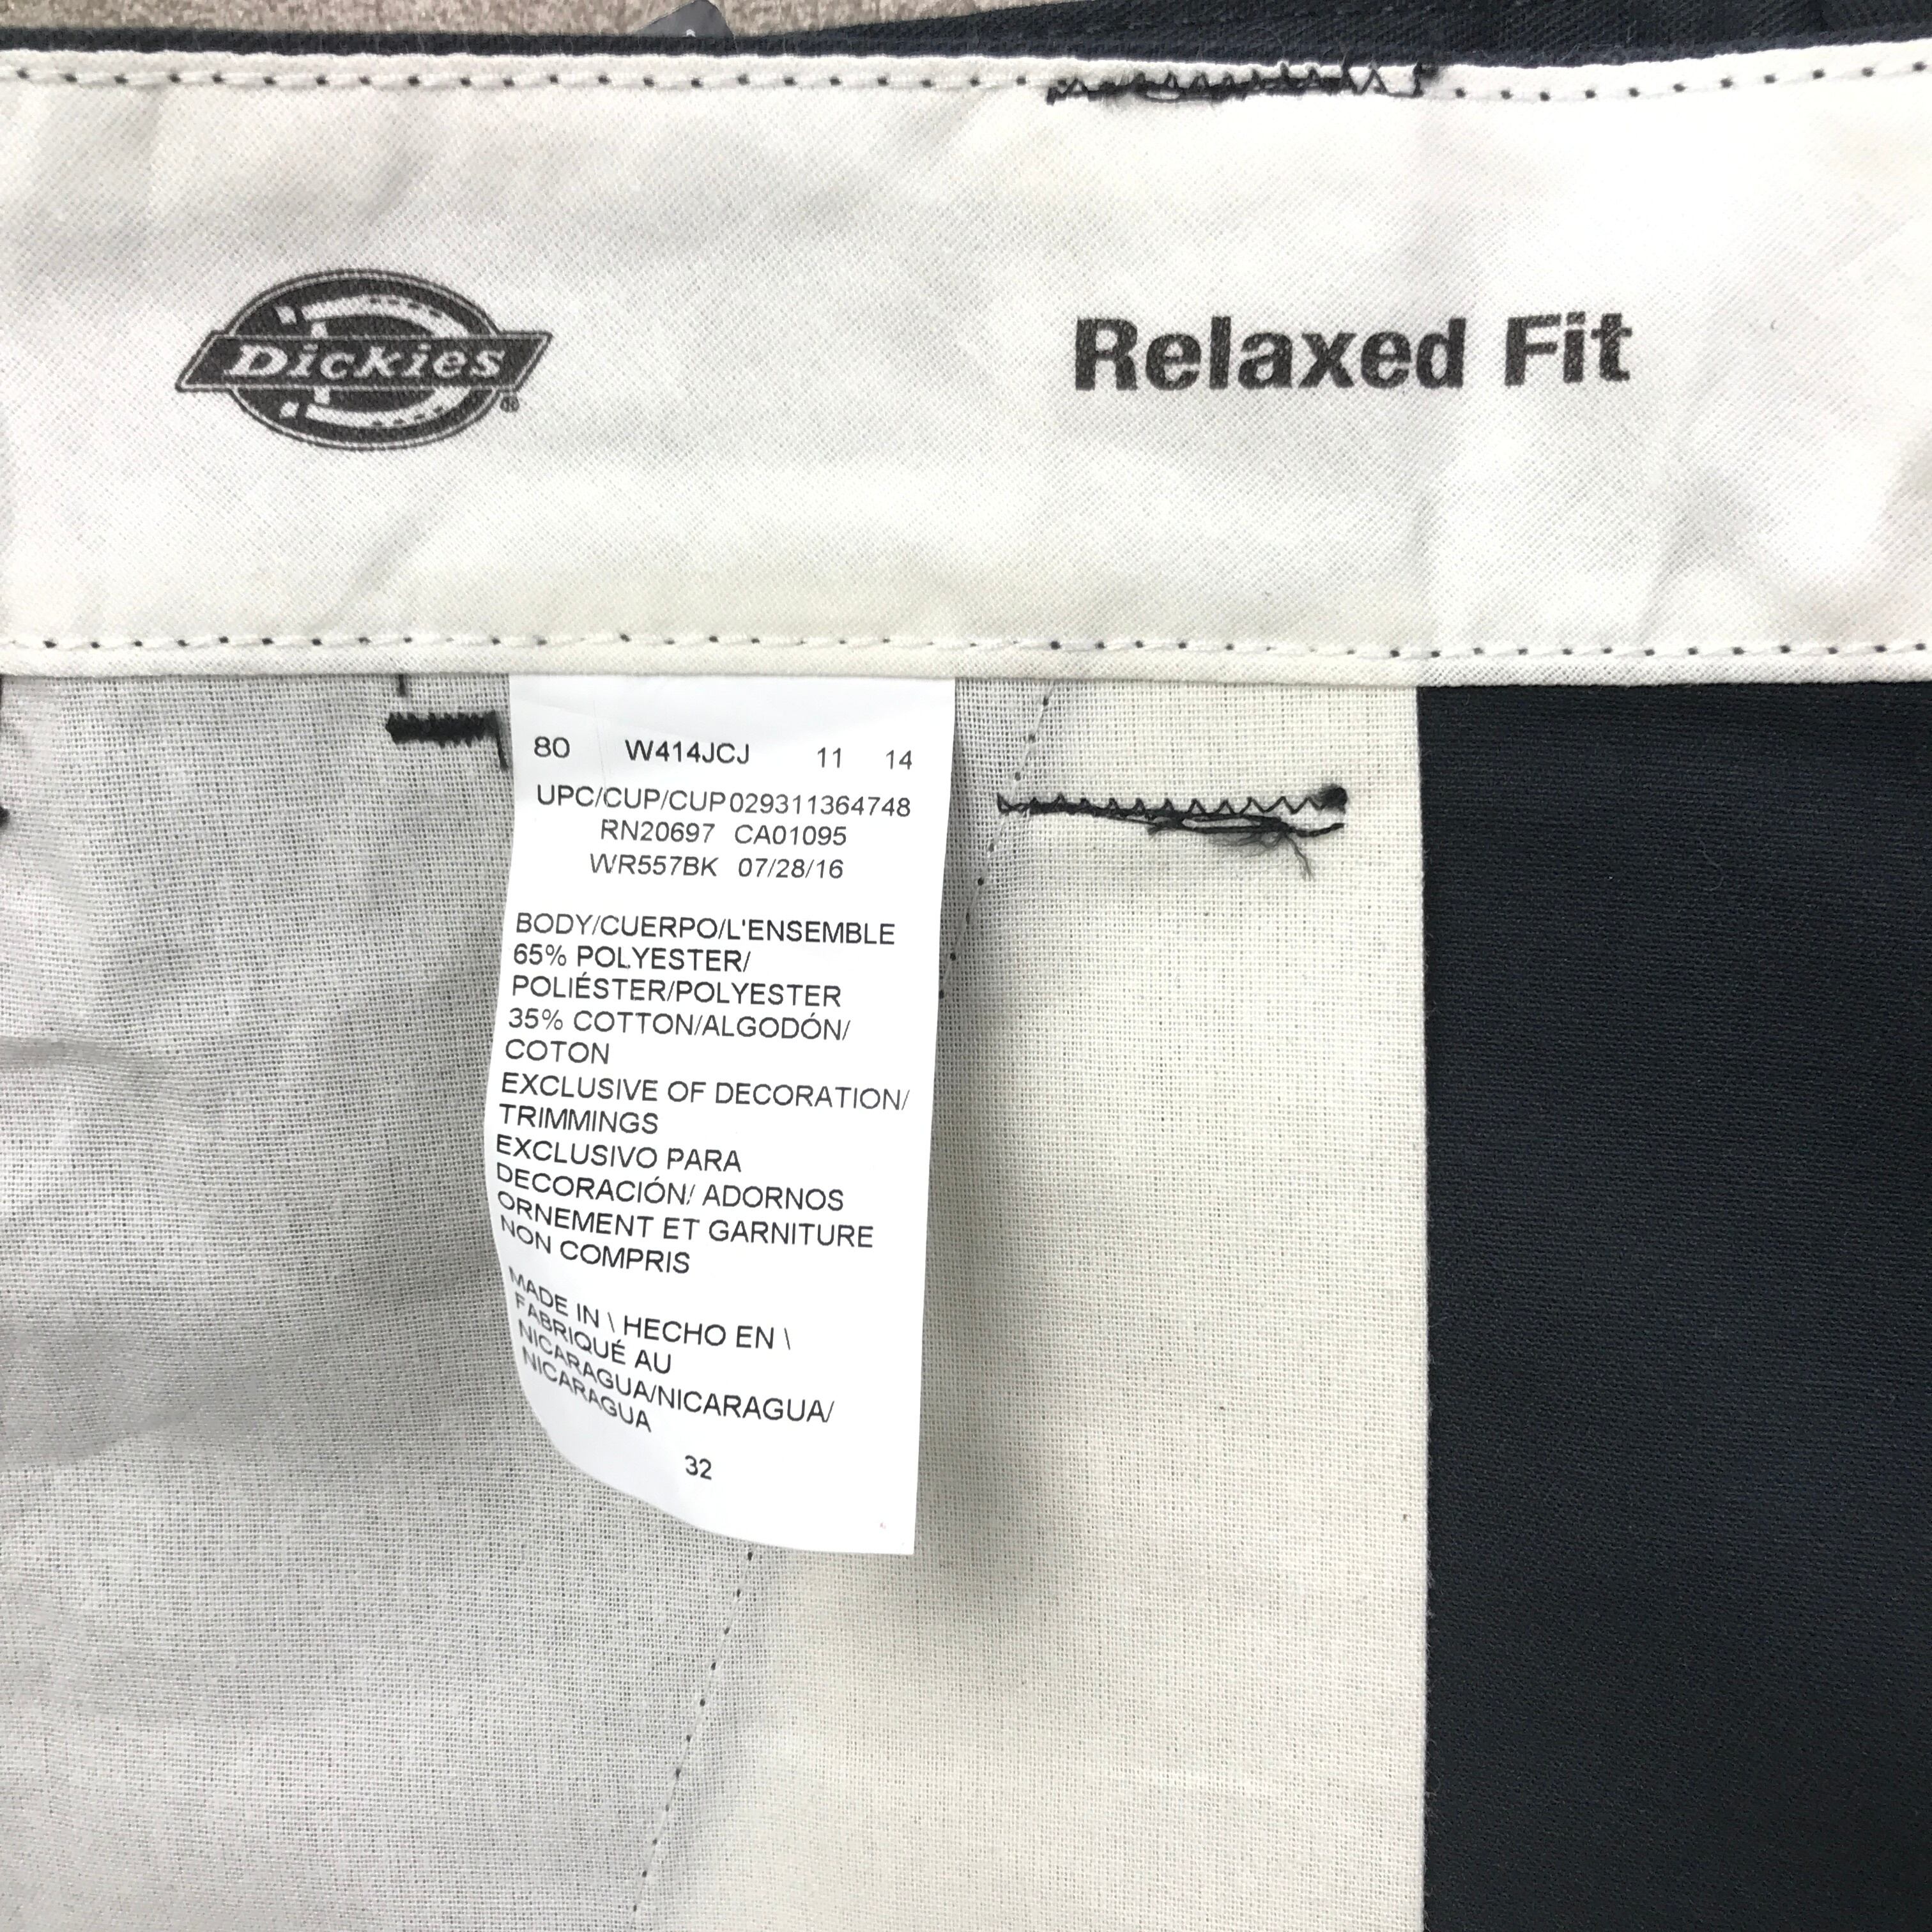 Dickies®
Relaxed Fit
80 W414JCJ 11 14
UPC/CUP/CUP029311364748
RN20697 CA01095
WR557BK 07/28/16
BODY/CUERPO/L'ENSEMBLE
65% POLYESTER/
POLIÉSTER/POLYESTER
35% COTTON/ALGODÓN/
COTON
EXCLUSIVE OF DECORATION/
TRIMMINGS
EXCLUSIVO PARA
DECORACIÓN/ ADORNOS
ORNEMENT ET GARNITURE
NON COMPRIS
MADE IN \ HECHO EN \
FABRIQUÉ AU
NICARAGUA/NICARAGUA/
NICARAGUA
32